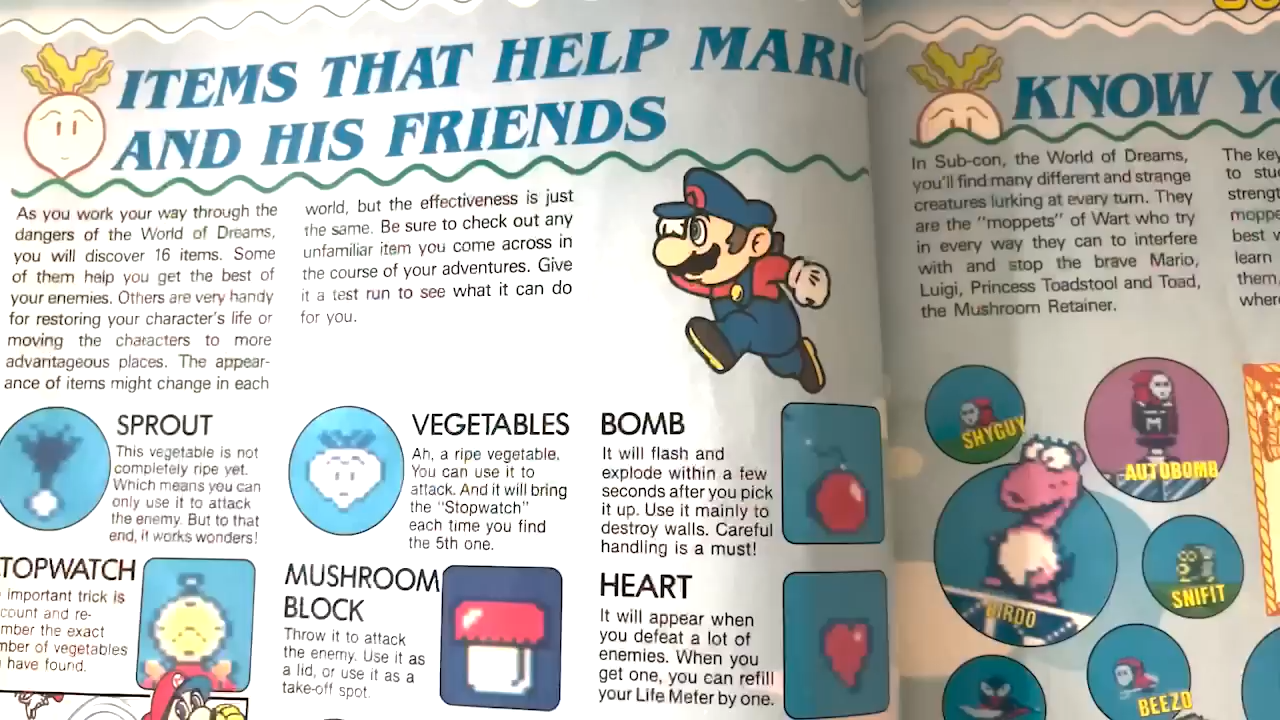 ITEMS THAT HELP MARIO
AND HIS FRIENDS
As you work your way through the
dangers of the World of Dreams,
you will discover 16 items. Some
of them help you get the best of
your enemies. Others are very handy
for restoring your character's life or
moving the characters to more
advantageous places. The appear-
ance of items might change in each
world, but the effectiveness is just
the same. Be sure to check out any
unfamiliar item you come across in
the course of your adventures. Give
it a test run to see what it can do
for you.
SPROUT
This vegetable is not
completely ripe yet.
Which means you can
only use it to attack
the enemy. But to that
end, it works wonders!
VEGETABLES
Ah, a ripe vegetable.
You can use it to
attack. And it will bring
the "Stopwatch"
each time you find
the 5th one.
BOMB
It will flash and
explode within a few
seconds after you pick
it up. Use it mainly to
destroy walls. Careful
handling is a must!
TOPWATCH
important trick is
count and re-
mber the exact
mber of vegetables
have found.
MUSHROOM
BLOCK
Throw it to attack
the enemy. Use it as
a lid, or use it as a
take-off spot.
HEART
It will appear when
you defeat a lot of
enemies. When you
get one, you can refill
your Life Meter by one.
KNOW YO
In Sub-con, the World of Dreams,
you'll find many different and strange
creatures lurking at every turn. They
are the "moppets" of Wart who try
in every way they can to interfere
with and stop the brave Mario,
Luigi, Princess Toadstool and Toad,
the Mushroom Retainer.
The key
to stu
strengt
moppe
best w
learn
them,
where
SHYGUY
AUTOBOMB
M
BIRDO
SNIFIT
BEEZO